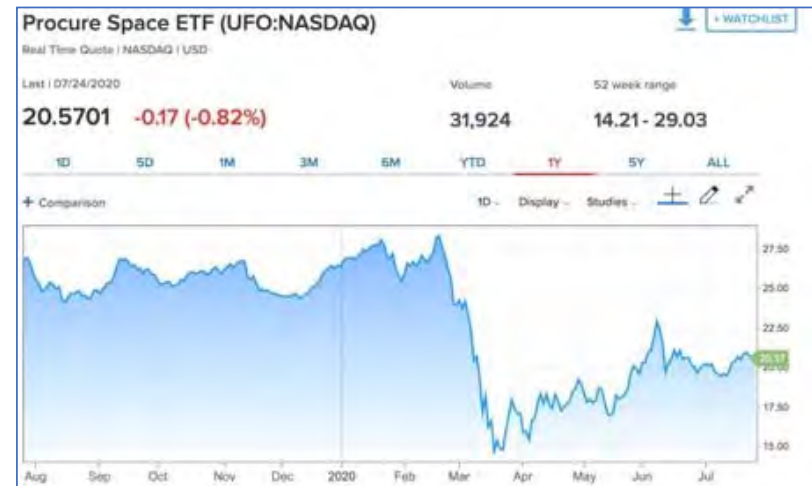 Procure Space ETF (UFO:NASDAQ)
+ WATCHLIST
Real Time Quote | NASDAQ | USD
Last | 07/24/2020
Volume
52 week range
20.5701 -0.17 (-0.82%)
31,924
14.21 - 29.03
1D 5D 1M 3M 6M YTD 1Y 5Y ALL
+ Comparison
1D Display Studies
27.50
25.00
22.50
20.57
20.00
17.50
15.00
Aug Sep Oct Nov Dec 2020 Feb Mar Apr May Jun Jul